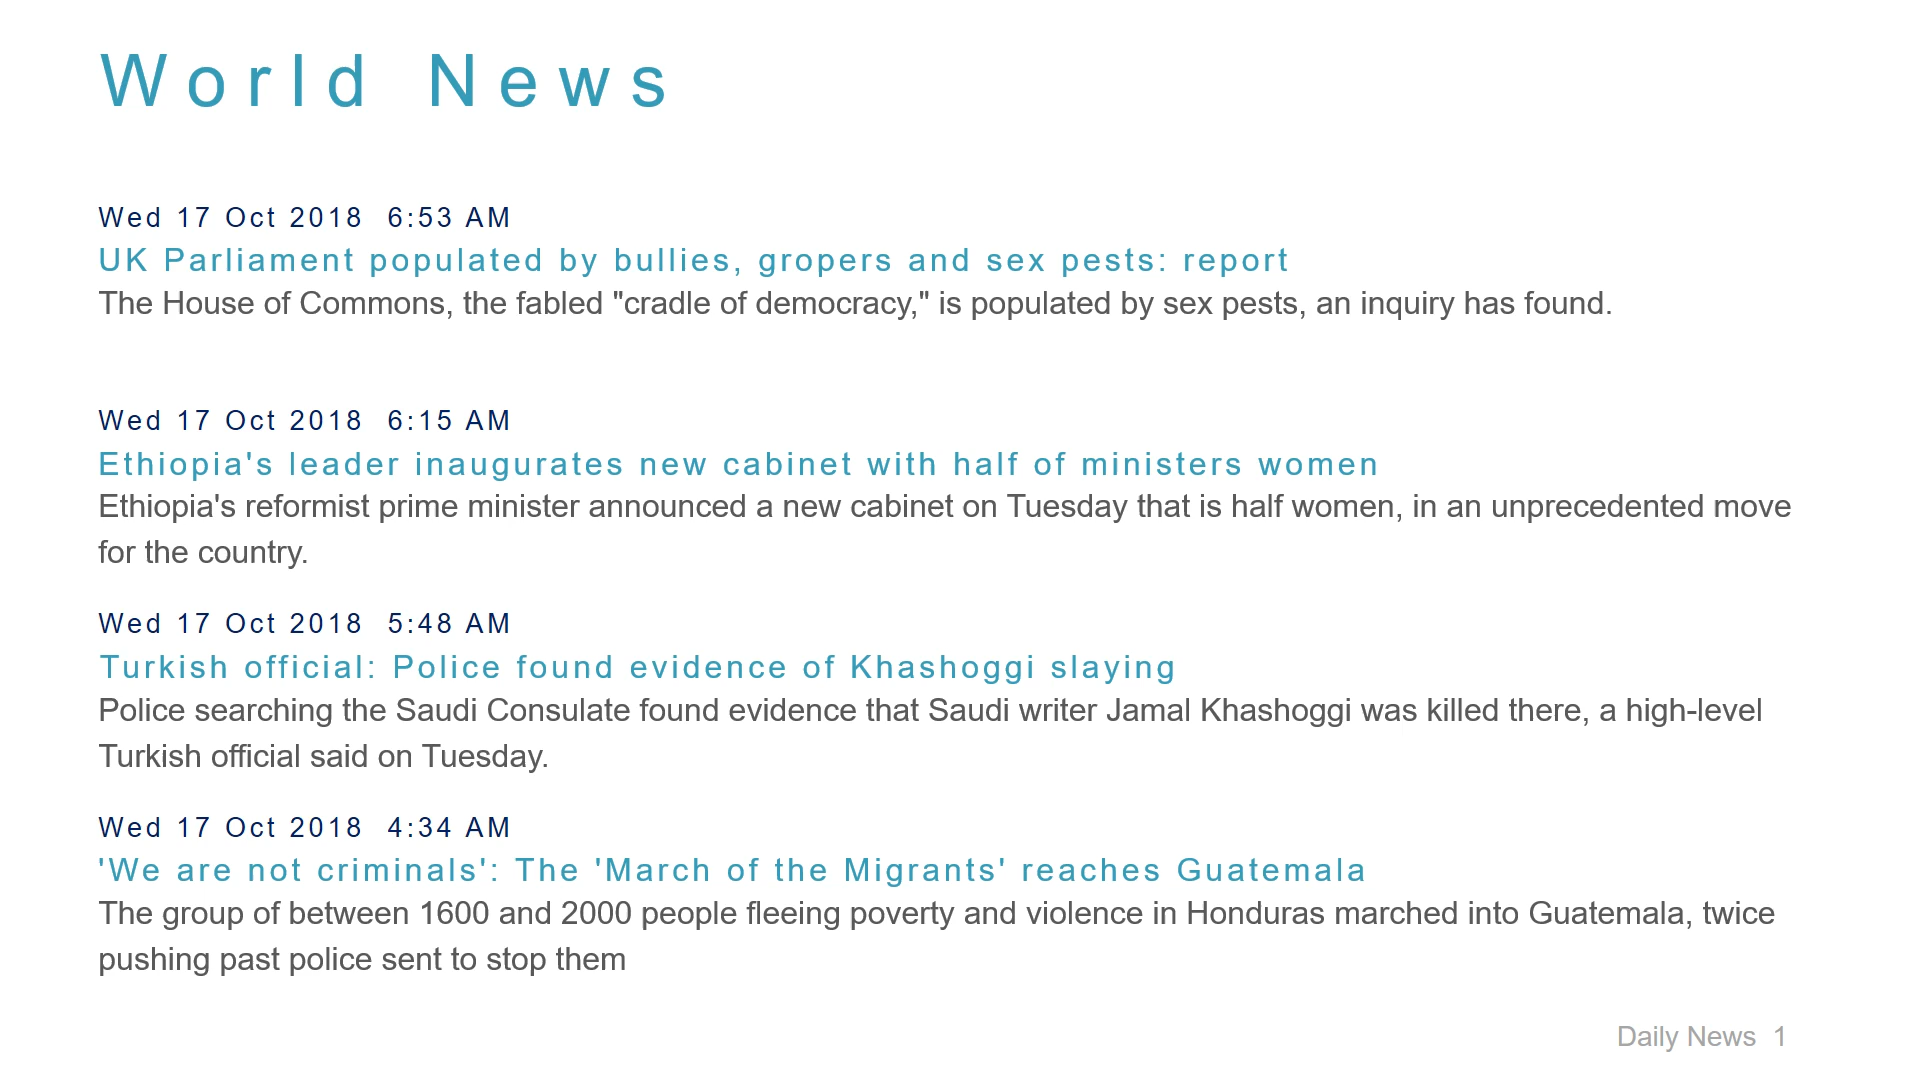 World News
Wed 17 Oct 2018  6:53 AM
UK Parliament populated by bullies, gropers and sex pests: report
The House of Commons, the fabled "cradle of democracy," is populated by sex pests, an inquiry has found.
Wed 17 Oct 2018  6:15 AM
Ethiopia's leader inaugurates new cabinet with half of ministers women
Ethiopia's reformist prime minister announced a new cabinet on Tuesday that is half women, in an unprecedented move
for the country.
Wed 17 Oct 2018  5:48 AM
Turkish official: Police found evidence of Khashoggi slaying
Police searching the Saudi Consulate found evidence that Saudi writer Jamal Khashoggi was killed there, a high-level
Turkish official said on Tuesday.
Wed 17 Oct 2018  4:34 AM
'We are not criminals': The 'March of the Migrants' reaches Guatemala
The group of between 1600 and 2000 people fleeing poverty and violence in Honduras marched into Guatemala, twice
pushing past police sent to stop them
Daily News  1